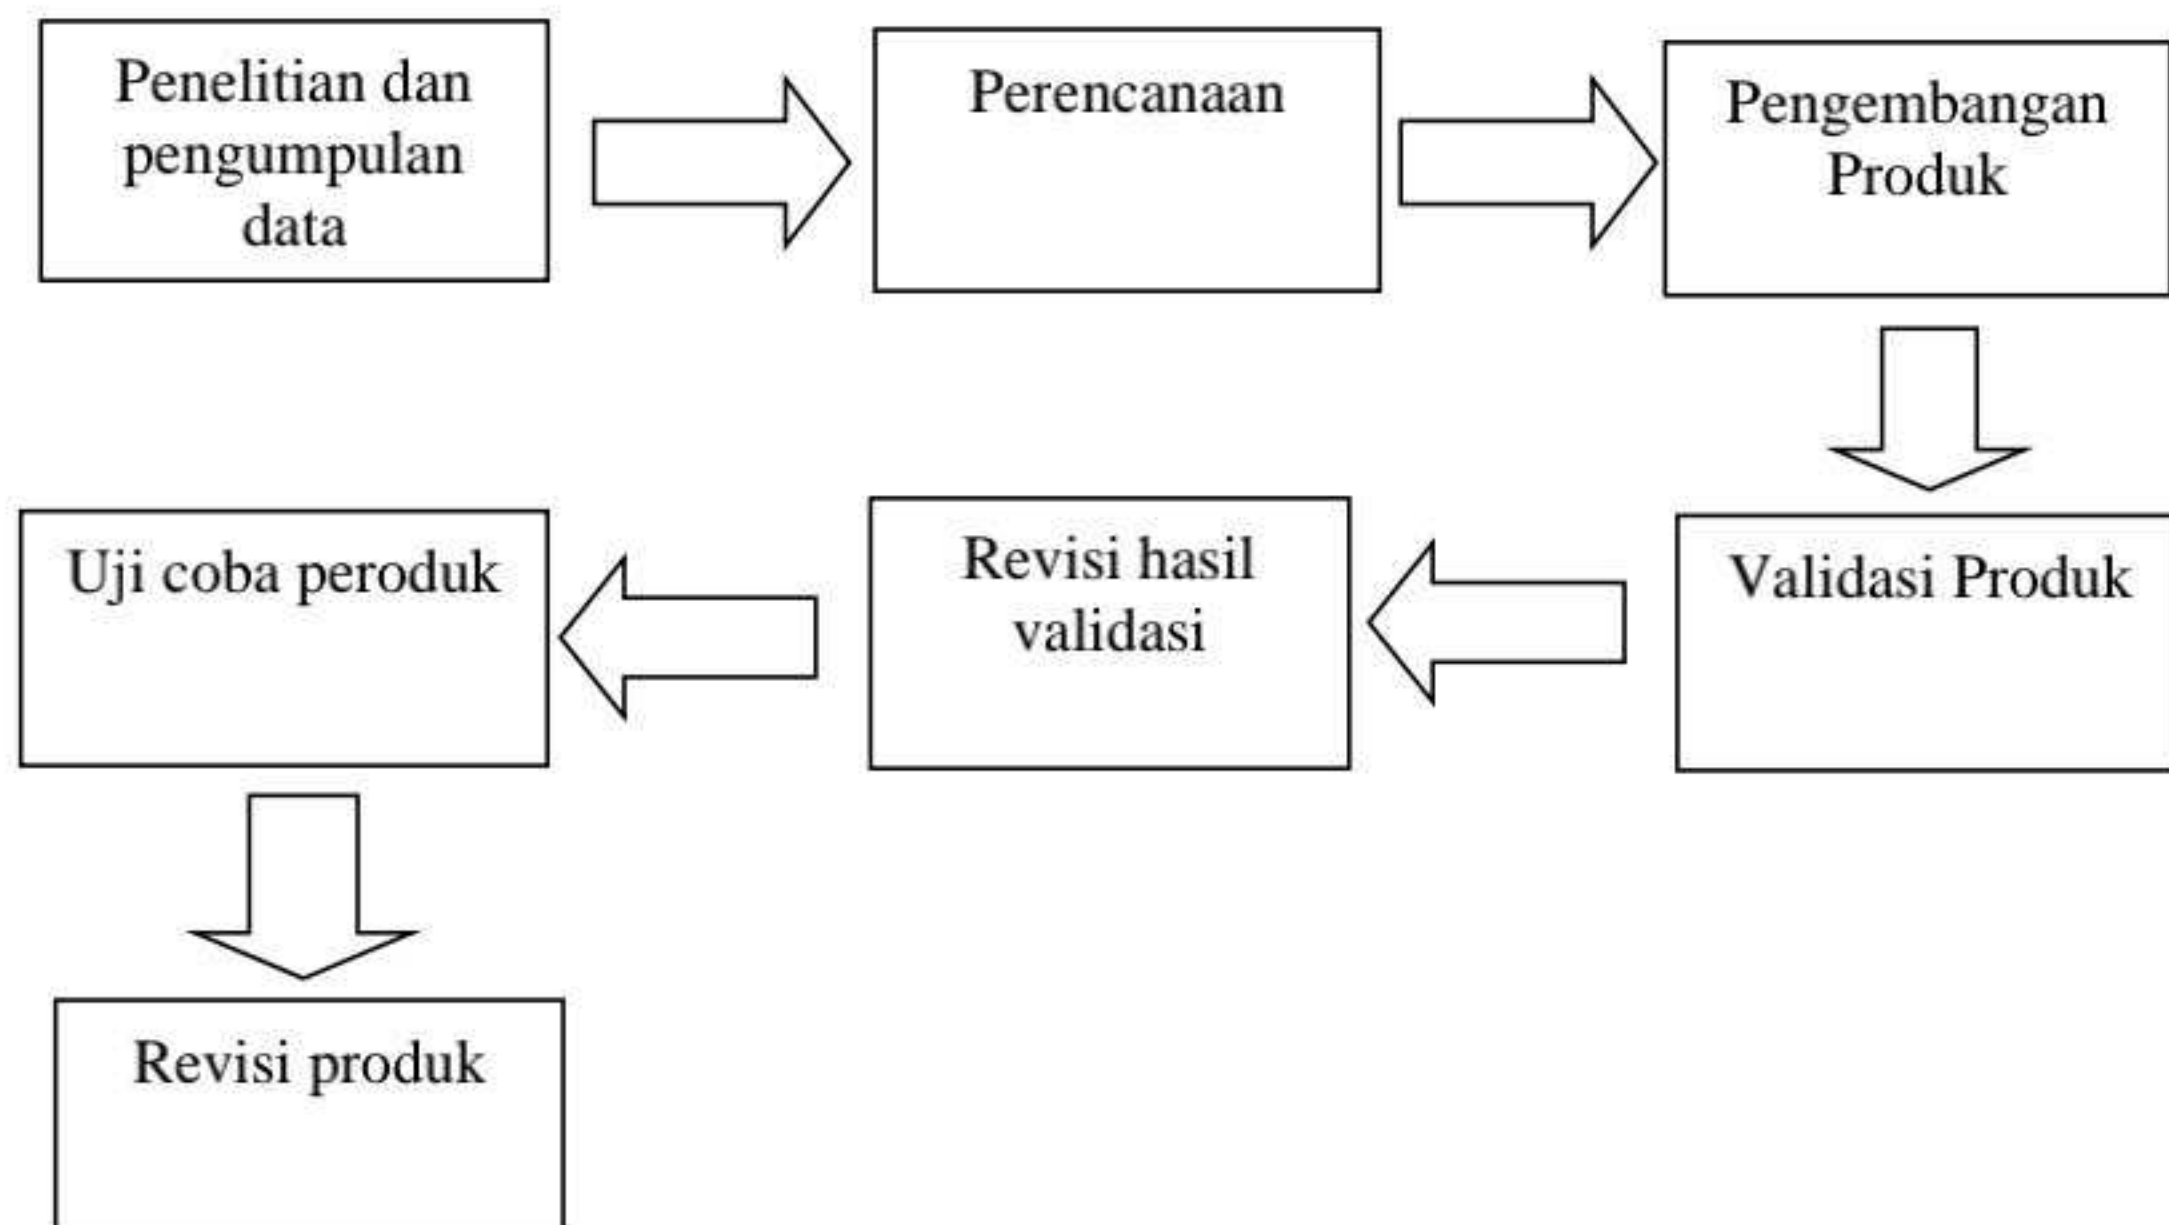 Penelitian dan
pengumpulan
data
Perencanaan
Pengembangan
Produk
Validasi Produk
Revisi hasil
validasi
Uji coba peroduk
Revisi produk